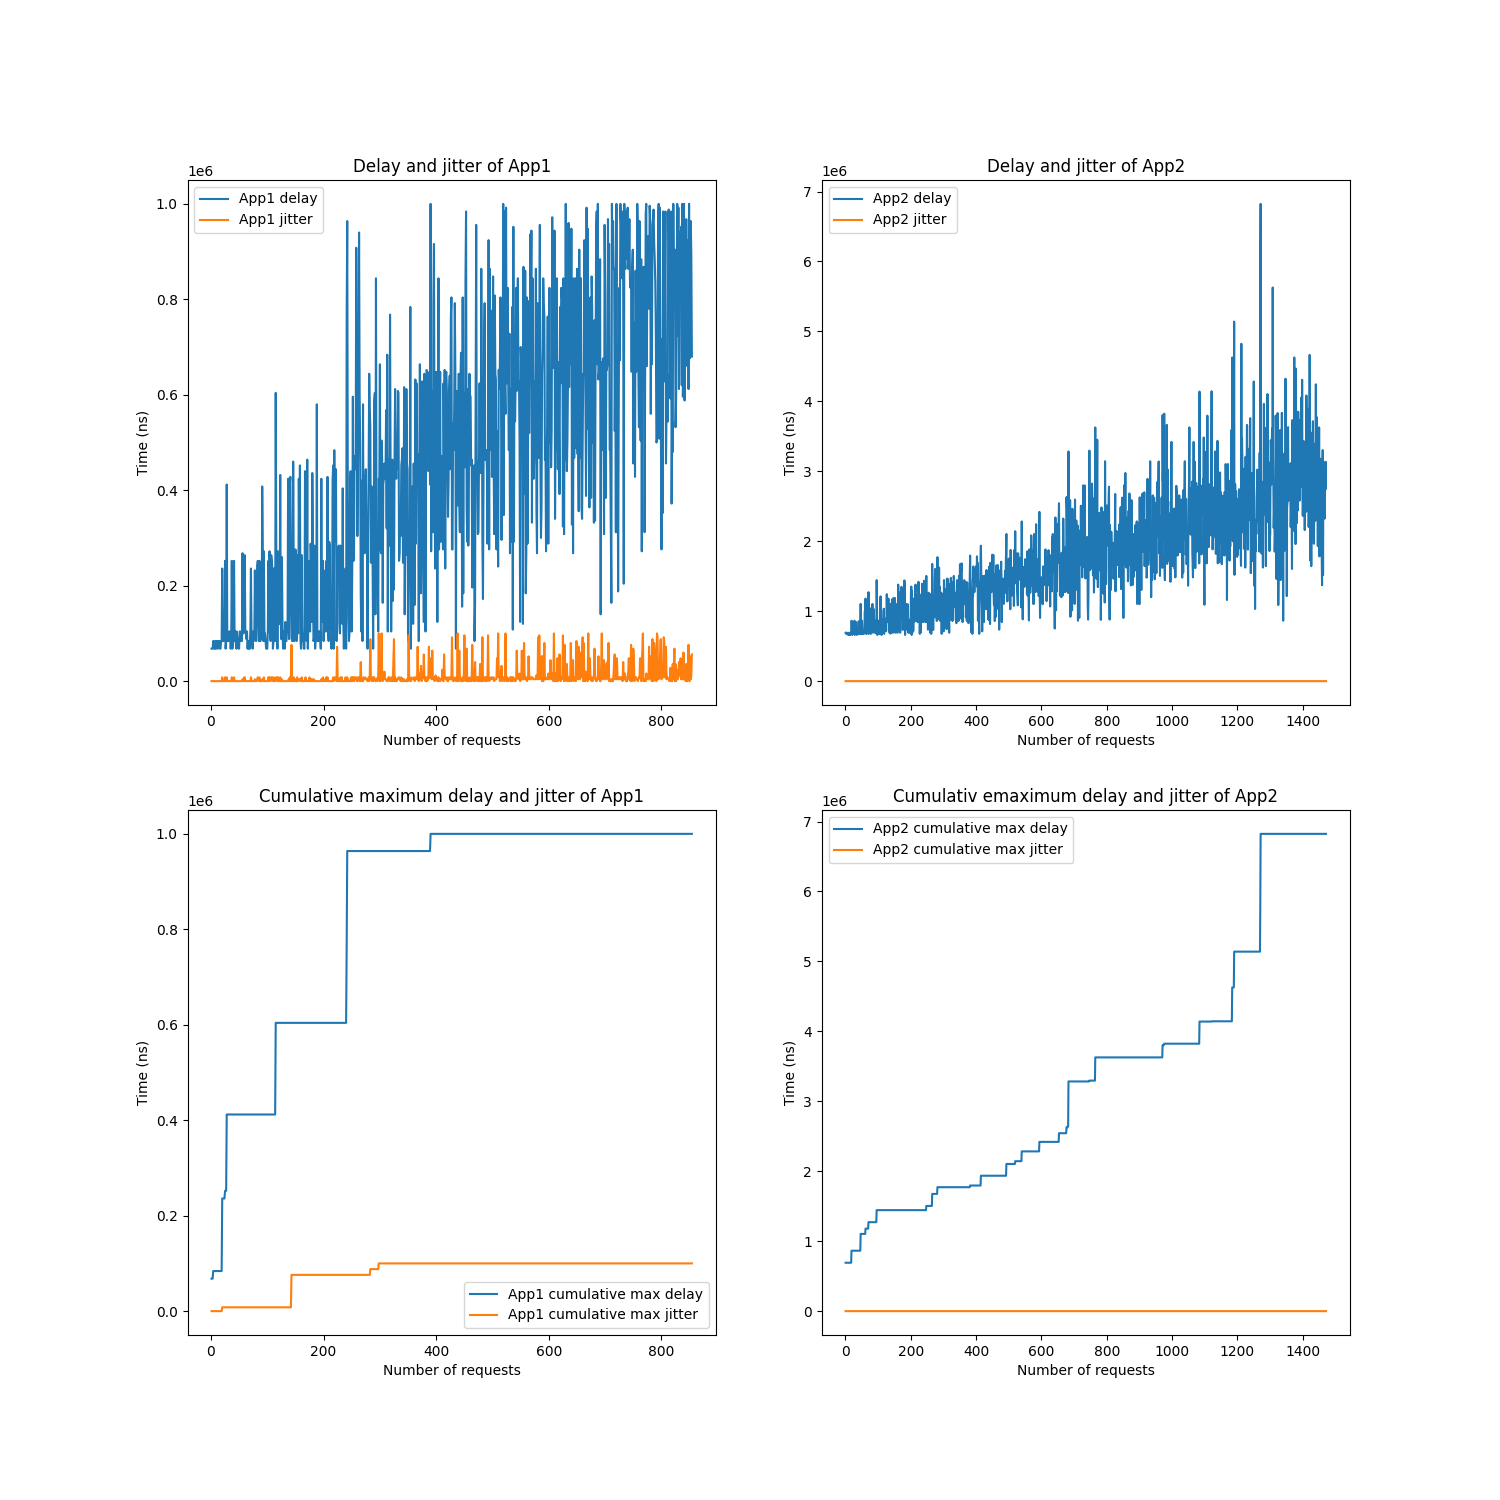 Delay and jitter of App1
1e6
App1 delay
App1 jitter
1.0
0.8
0.6
0.4
0.2
0.0
Time (ns)
0 200 400 600 800
Number of requests
Delay and jitter of App2
1e6
App2 delay
App2 jitter
7
6
5
4
3
2
1
0
Time (ns)
0 200 400 600 800 1000 1200 1400
Number of requests
Cumulative maximum delay and jitter of App1
1e6
1.0
0.8
0.6
0.4
0.2
0.0
Time (ns)
App1 cumulative max delay
App1 cumulative max jitter
0 200 400 600 800
Number of requests
Cumulativ emaximum delay and jitter of App2
1e6
App2 cumulative max delay
App2 cumulative max jitter
7
6
5
4
3
2
1
0
Time (ns)
0 200 400 600 800 1000 1200 1400
Number of requests